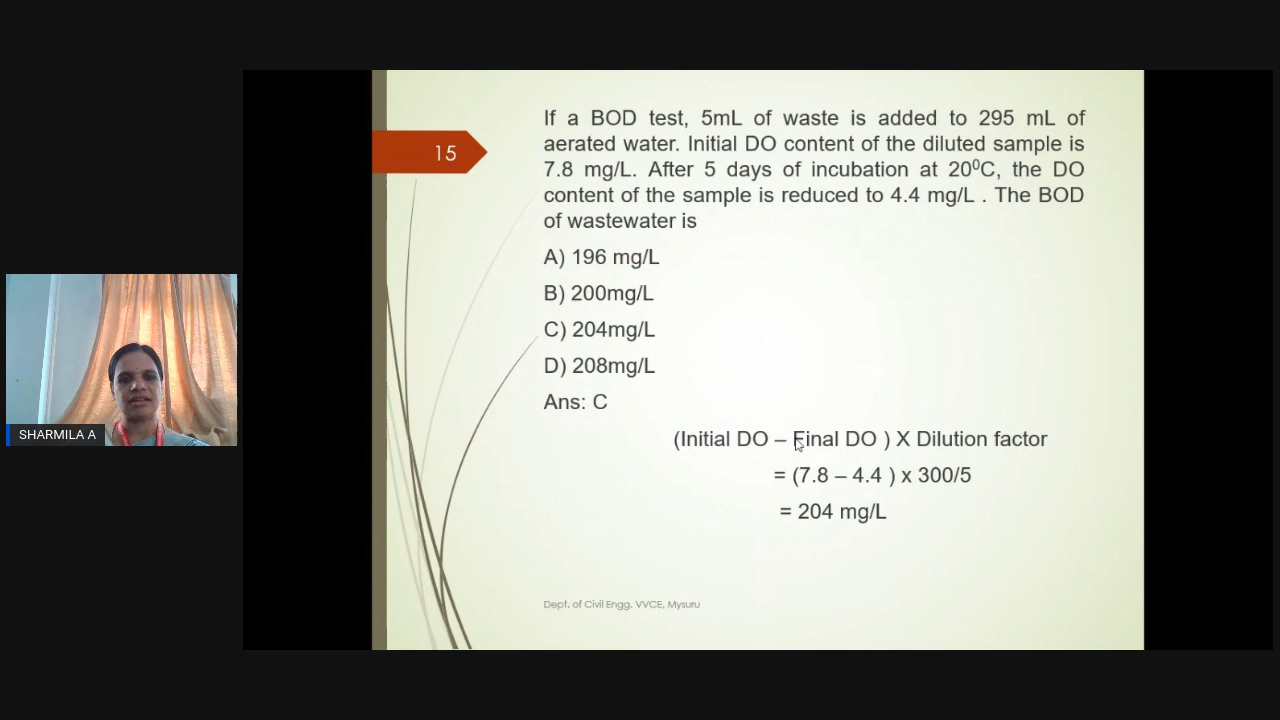 15
If a BOD test, 5mL of waste is added to 295 mL of
aerated water. Initial DO content of the diluted sample is
7.8 mg/L. After 5 days of incubation at 20⁰C, the DO
content of the sample is reduced to 4.4 mg/L . The BOD
of wastewater is
A) 196 mg/L
B) 200mg/L
C) 204mg/L
D) 208mg/L
Ans: C
(Initial DO – Final DO ) X Dilution factor
= (7.8 – 4.4 ) x 300/5
= 204 mg/L
Dept. of Civil Engg. VVCE, Mysuru
SHARMILA A